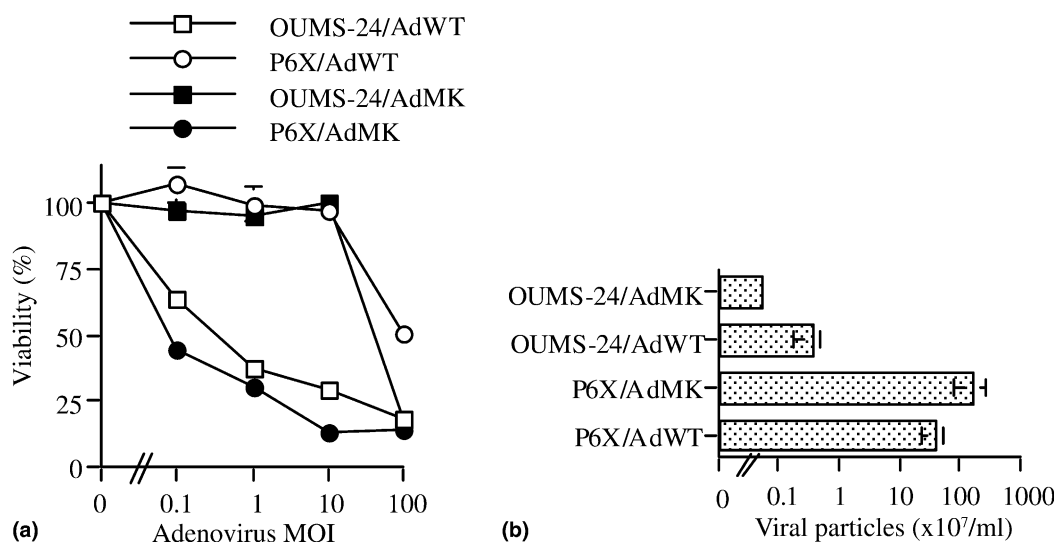 OUMS-24/AdWT
P6X/AdWT
OUMS-24/AdMK
P6X/AdMK
Viability (%)
100
75
50
25
0
0 0.1 1 10 100
Adenovirus MOI
(a)
OUMS-24/AdMK
OUMS-24/AdWT
P6X/AdMK
P6X/AdWT
0 0.1 1 10 100 1000
Viral particles (x10⁷/ml)
(b)